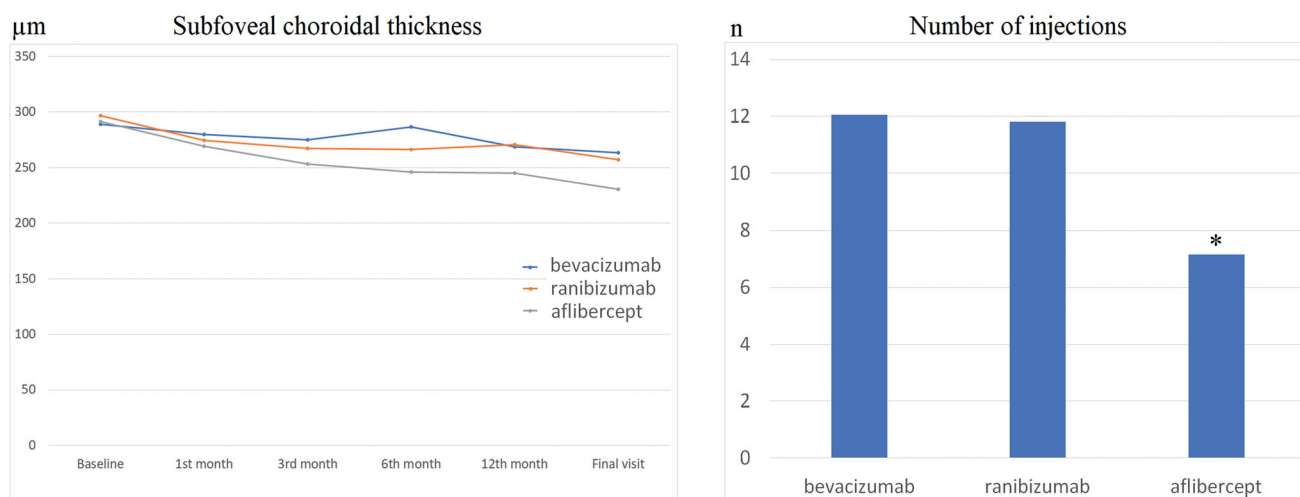 µm
Subfoveal choroidal thickness
350
300
250
200
150
100
50
0
Baseline
1st month
3rd month
6th month
12th month
Final visit
bevacizumab
ranibizumab
aflibercept
n
Number of injections
14
12
10
8
6
4
2
0
*
bevacizumab
ranibizumab
aflibercept